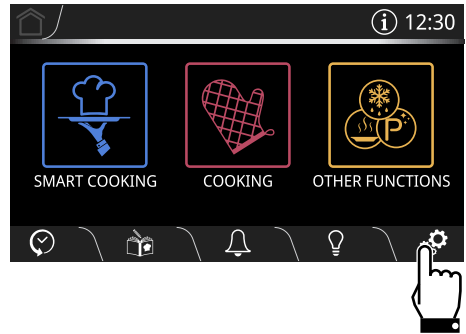 i 12:30
P
SMART COOKING
COOKING
OTHER FUNCTIONS